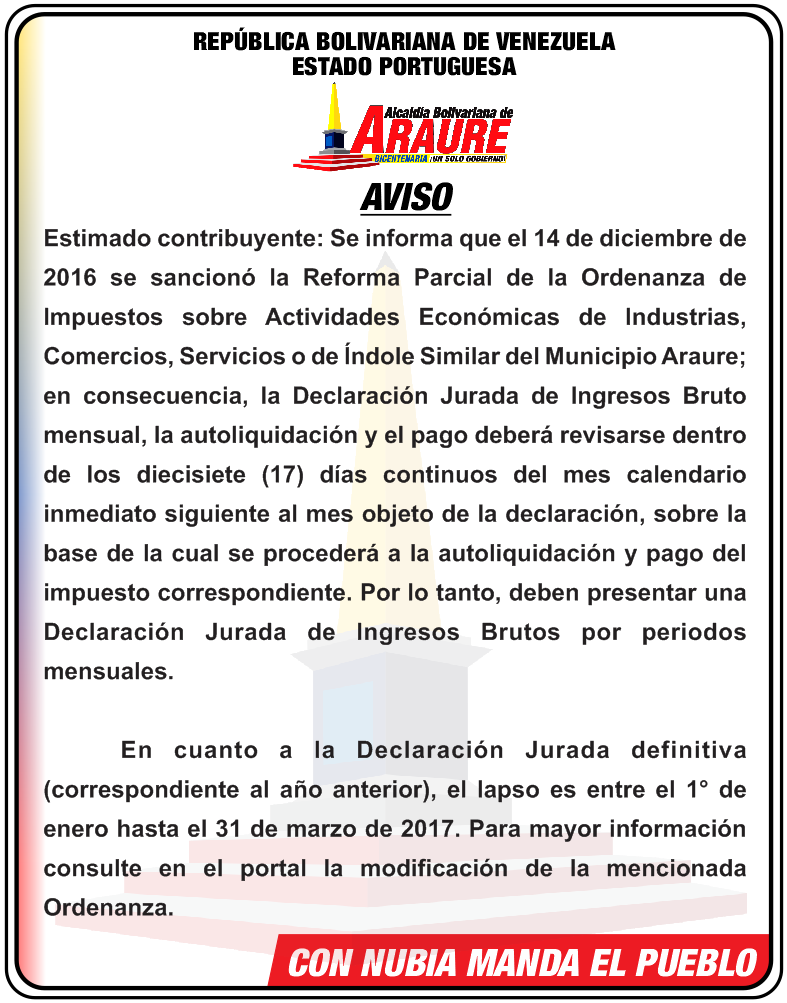 REPÚBLICA BOLIVARIANA DE VENEZUELA
ESTADO PORTUGUESA
Alcaldía Bolivariana de
ARAURE
BICENTENARIA ¡UN SOLO GOBIERNO!
AVISO
Estimado contribuyente: Se informa que el 14 de diciembre de
2016 se sancionó la Reforma Parcial de la Ordenanza de
Impuestos sobre Actividades Económicas de Industrias,
Comercios, Servicios o de Índole Similar del Municipio Araure;
en consecuencia, la Declaración Jurada de Ingresos Bruto
mensual, la autoliquidación y el pago deberá revisarse dentro
de los diecisiete (17) días continuos del mes calendario
inmediato siguiente al mes objeto de la declaración, sobre la
base de la cual se procederá a la autoliquidación y pago del
impuesto correspondiente. Por lo tanto, deben presentar una
Declaración Jurada de Ingresos Brutos por periodos
mensuales.
En cuanto a la Declaración Jurada definitiva
(correspondiente al año anterior), el lapso es entre el 1° de
enero hasta el 31 de marzo de 2017. Para mayor información
consulte en el portal la modificación de la mencionada
Ordenanza.
CON NUBIA MANDA EL PUEBLO